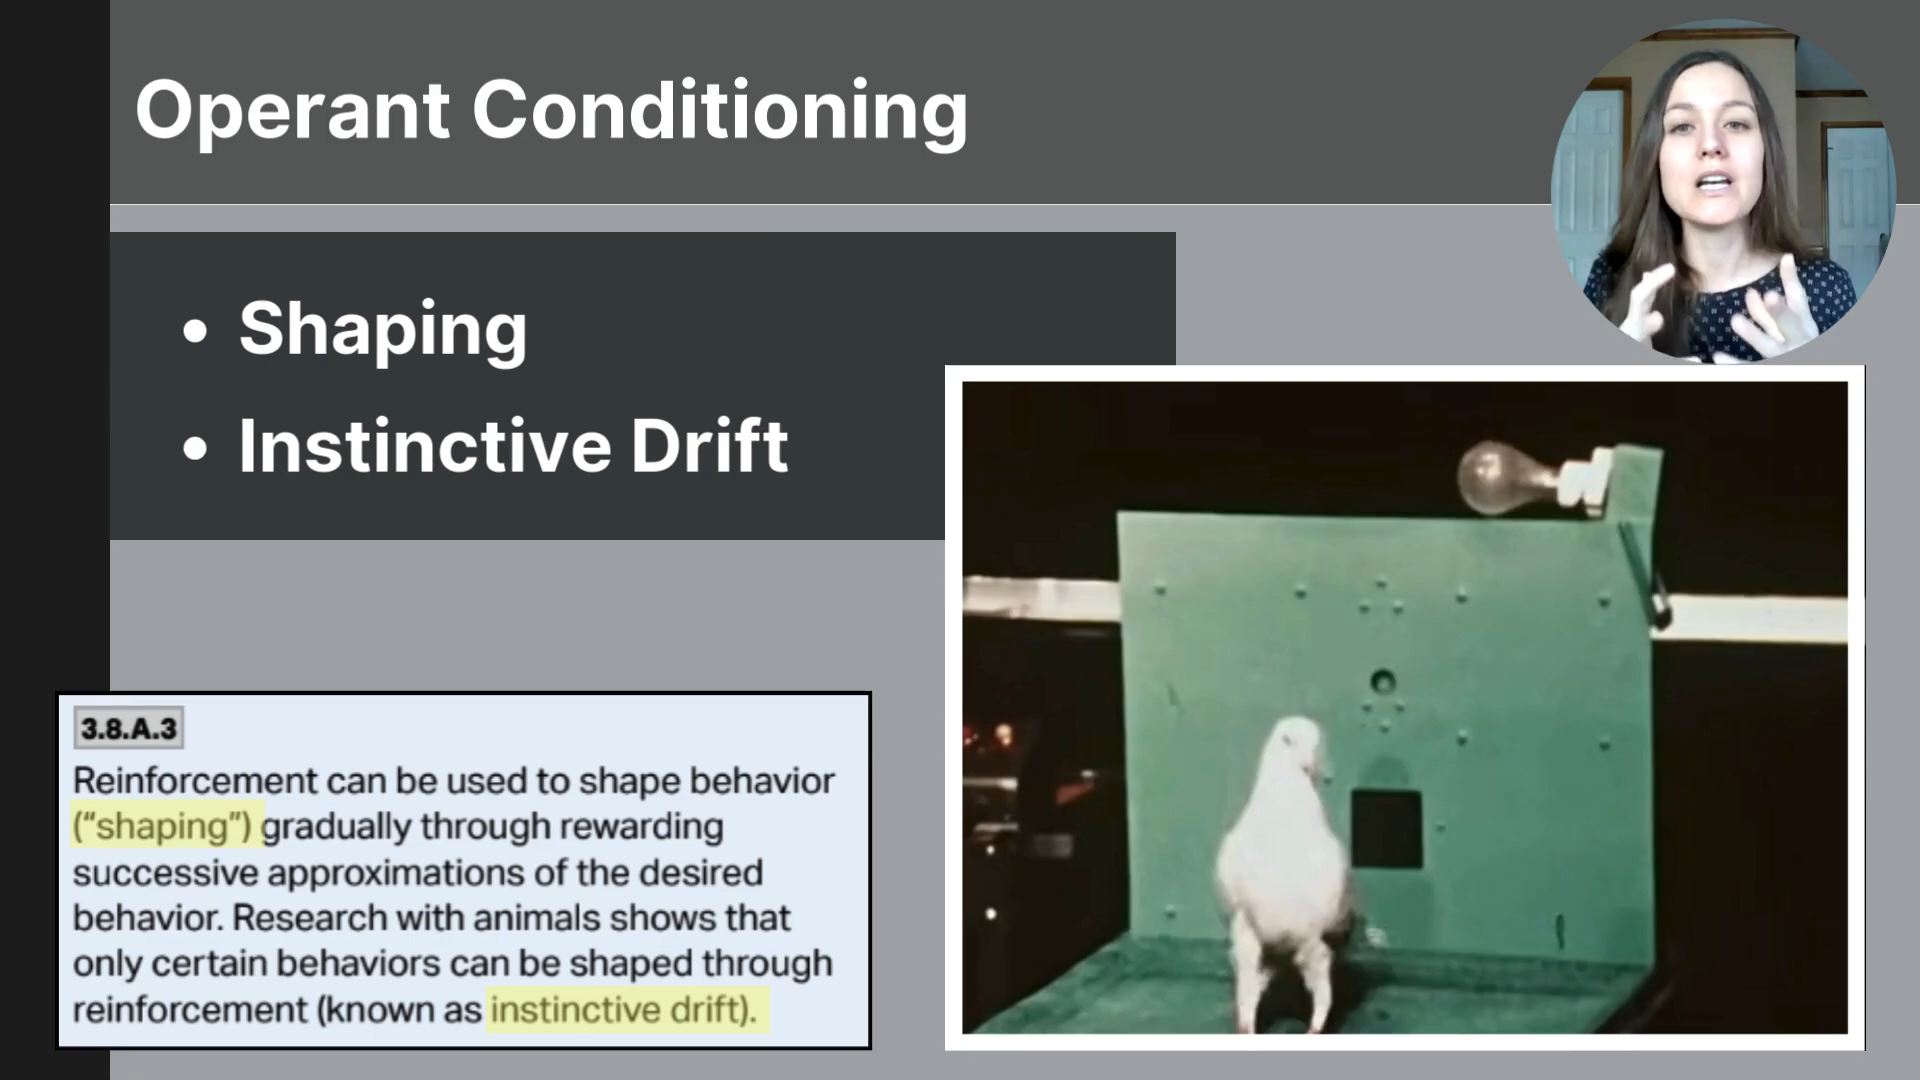 Operant Conditioning
• Shaping
• Instinctive Drift
3.8.A.3
Reinforcement can be used to shape behavior
(“shaping”) gradually through rewarding
successive approximations of the desired
behavior. Research with animals shows that
only certain behaviors can be shaped through
reinforcement (known as instinctive drift).